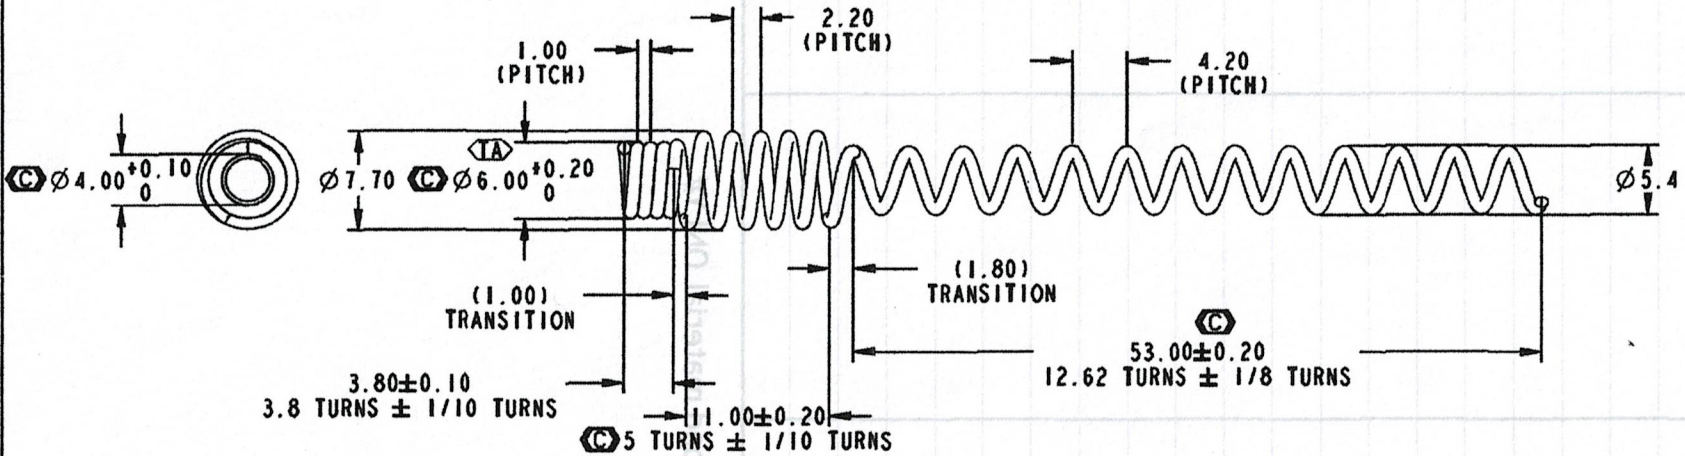 2.20
(PITCH)
1.00
(PITCH)
4.20
(PITCH)
TA
C Ø4.00 +0.10 0
Ø7.70
C Ø6.00 +0.20 0
Ø5.4
(1.00)
TRANSITION
(1.80)
TRANSITION
C
53.00±0.20
12.62 TURNS ± 1/8 TURNS
3.80±0.10
3.8 TURNS ± 1/10 TURNS
11.00±0.20
C 5 TURNS ± 1/10 TURNS